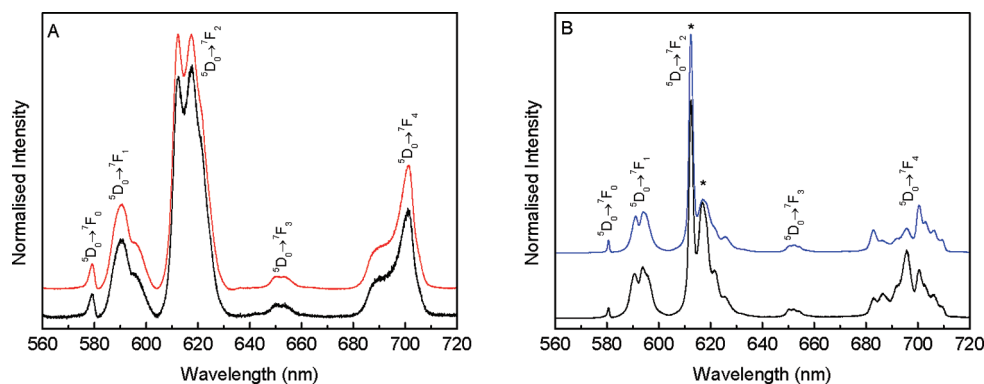 A
Normalised Intensity
⁵D₀→⁷F₀
⁵D₀→⁷F₁
⁵D₀→⁷F₂
⁵D₀→⁷F₃
⁵D₀→⁷F₄
560 580 600 620 640 660 680 700 720
Wavelength (nm)
B
Normalised Intensity
⁵D₀→⁷F₀
⁵D₀→⁷F₁
⁵D₀→⁷F₂
*
*
⁵D₀→⁷F₃
⁵D₀→⁷F₄
560 580 600 620 640 660 680 700 720
Wavelength (nm)